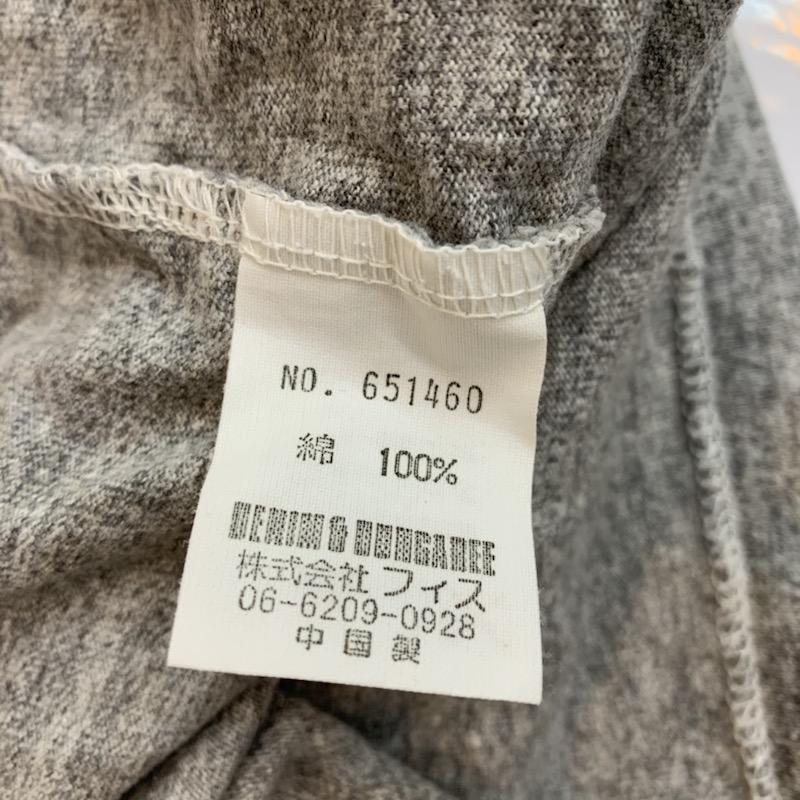 NO. 651460
綿 100%
DENIM & DUNGAREE
株式会社 フィス
06-6209-0928
中国製